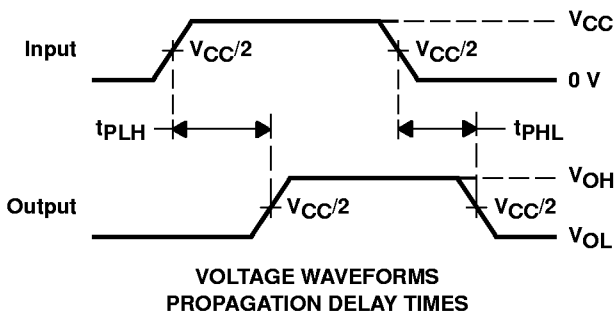 VCC
Input
VCC/2
VCC/2
0 V
tPLH
tPHL
VOH
Output
VCC/2
VCC/2
VOL
VOLTAGE WAVEFORMS
PROPAGATION DELAY TIMES